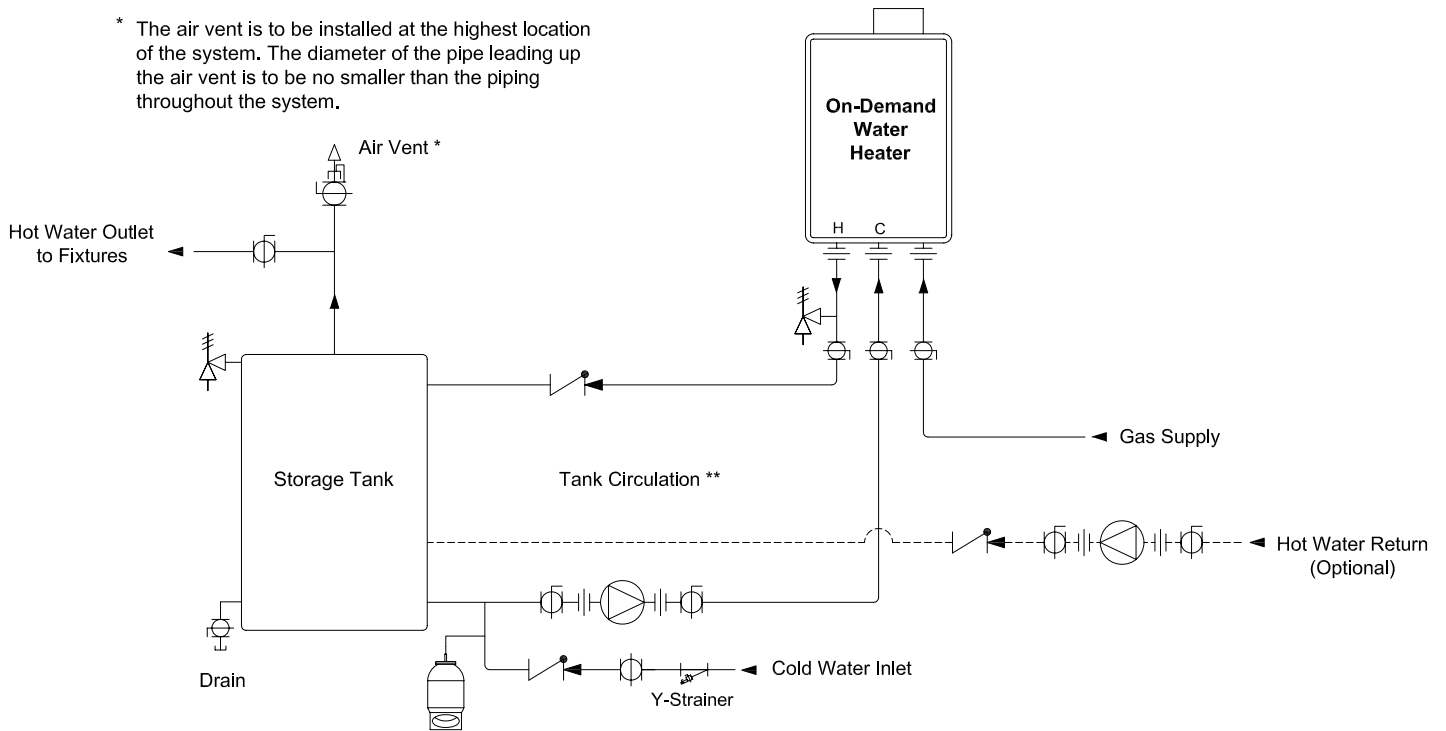 * The air vent is to be installed at the highest location
of the system. The diameter of the pipe leading up
the air vent is to be no smaller than the piping
throughout the system.
On-Demand
Water
Heater
Air Vent *
H C
Hot Water Outlet
to Fixtures
Gas Supply
Storage Tank
Tank Circulation **
Hot Water Return
(Optional)
Cold Water Inlet
Drain
Y-Strainer